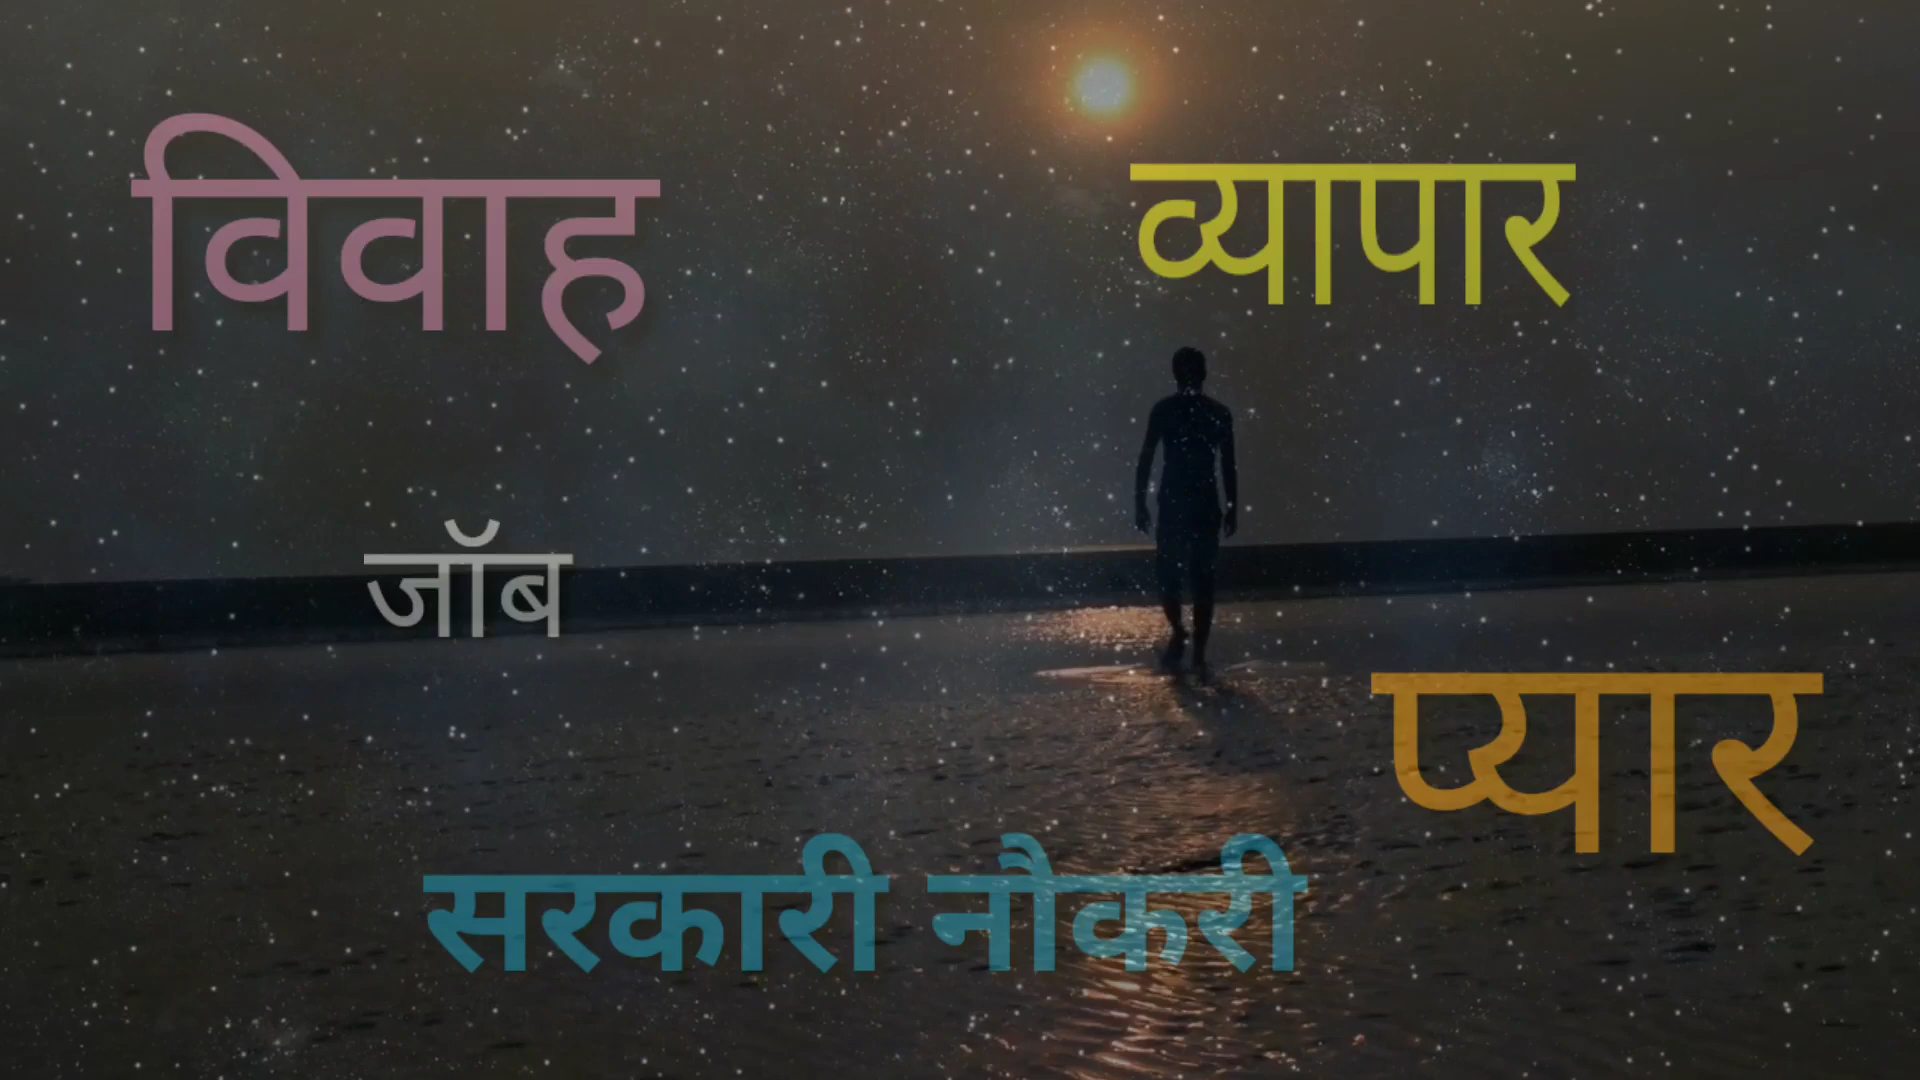 विवाह
व्यापार
जॉब
प्यार
सरकारी नौकरी